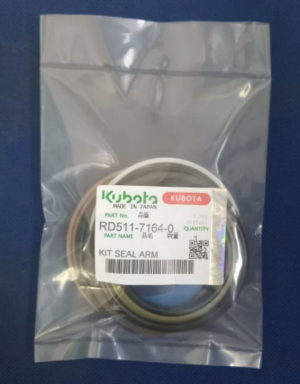 Kubota KUBOTA
MADE IN JAPAN
PART No. 品番
RD511-7164-0 QUANTITY
PART NAME 品名 数量
KIT SEAL ARM